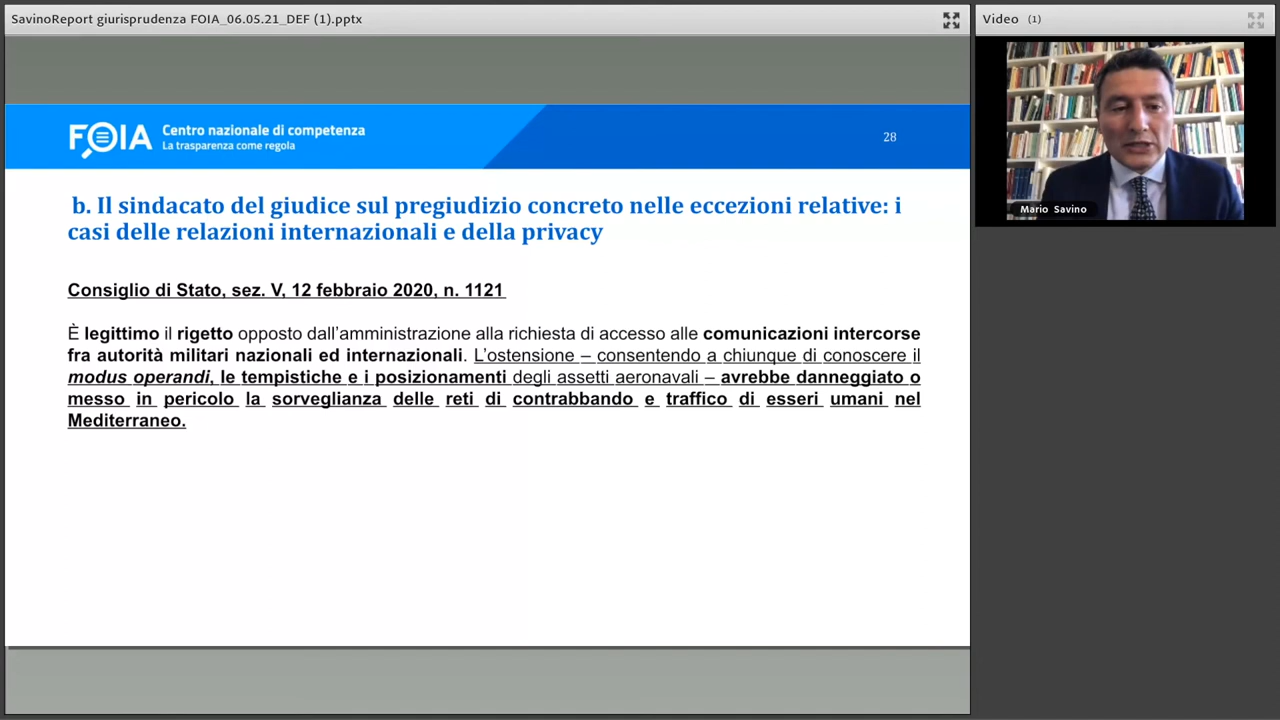 SavinoReport giurisprudenza FOIA_06.05.21_DEF (1).pptx
Video (1)
FOIA
Centro nazionale di competenza
La trasparenza come regola
28
Mario Savino
b. Il sindacato del giudice sul pregiudizio concreto nelle eccezioni relative: i
casi delle relazioni internazionali e della privacy
Consiglio di Stato, sez. V, 12 febbraio 2020, n. 1121
È legittimo il rigetto opposto dall’amministrazione alla richiesta di accesso alle comunicazioni intercorse
fra autorità militari nazionali ed internazionali. L’ostensione – consentendo a chiunque di conoscere il
modus operandi, le tempistiche e i posizionamenti degli assetti aeronavali – avrebbe danneggiato o
messo in pericolo la sorveglianza delle reti di contrabbando e traffico di esseri umani nel
Mediterraneo.